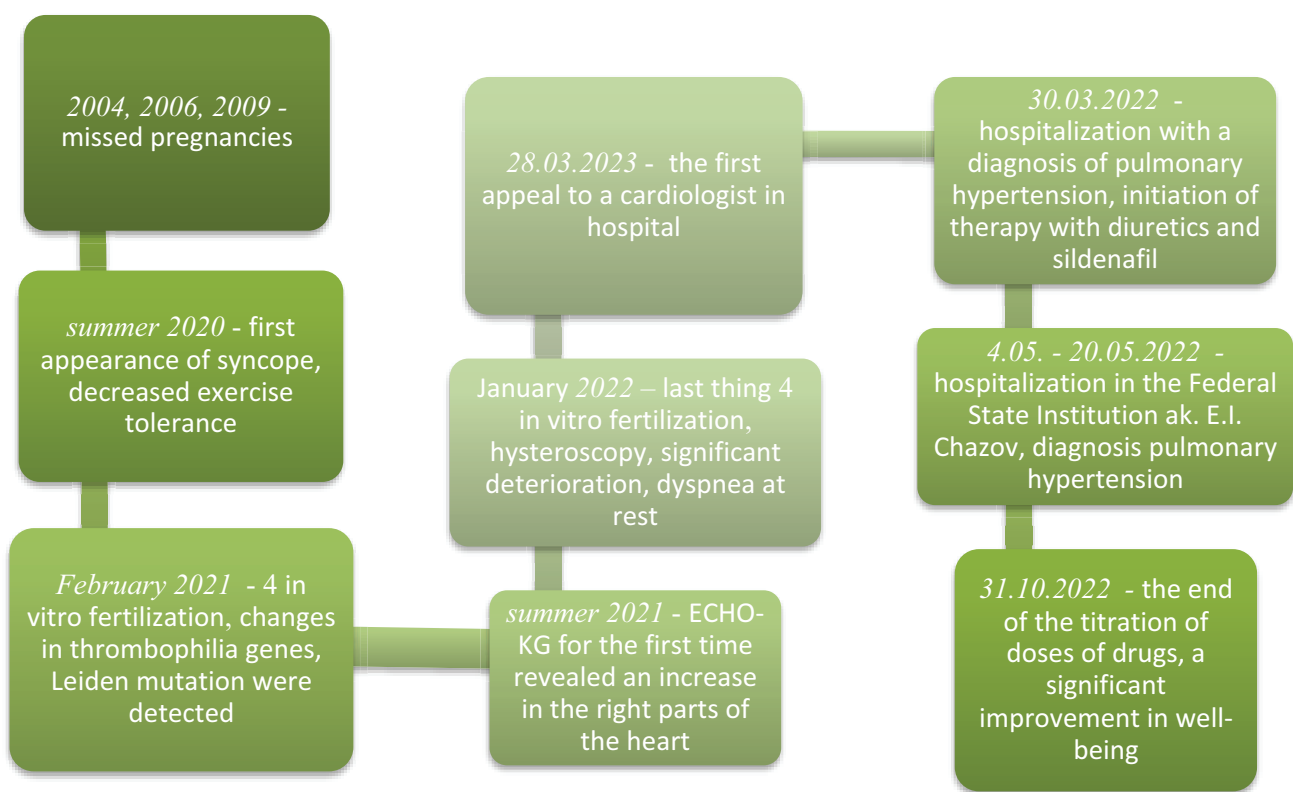 2004, 2006, 2009 -
missed pregnancies
summer 2020 - first
appearance of syncope,
decreased exercise
tolerance
February 2021 - 4 in
vitro fertilization, changes
in thrombophilia genes,
Leiden mutation were
detected
summer 2021 - ECHO-
KG for the first time
revealed an increase
in the right parts of
the heart
January 2022 – last thing 4
in vitro fertilization,
hysteroscopy, significant
deterioration, dyspnea at
rest
28.03.2023 - the first
appeal to a cardiologist in
hospital
30.03.2022 -
hospitalization with a
diagnosis of pulmonary
hypertension, initiation of
therapy with diuretics and
sildenafil
4.05. - 20.05.2022 -
hospitalization in the Federal
State Institution ak. E.I.
Chazov, diagnosis pulmonary
hypertension
31.10.2022 - the end
of the titration of
doses of drugs, a
significant
improvement in well-
being